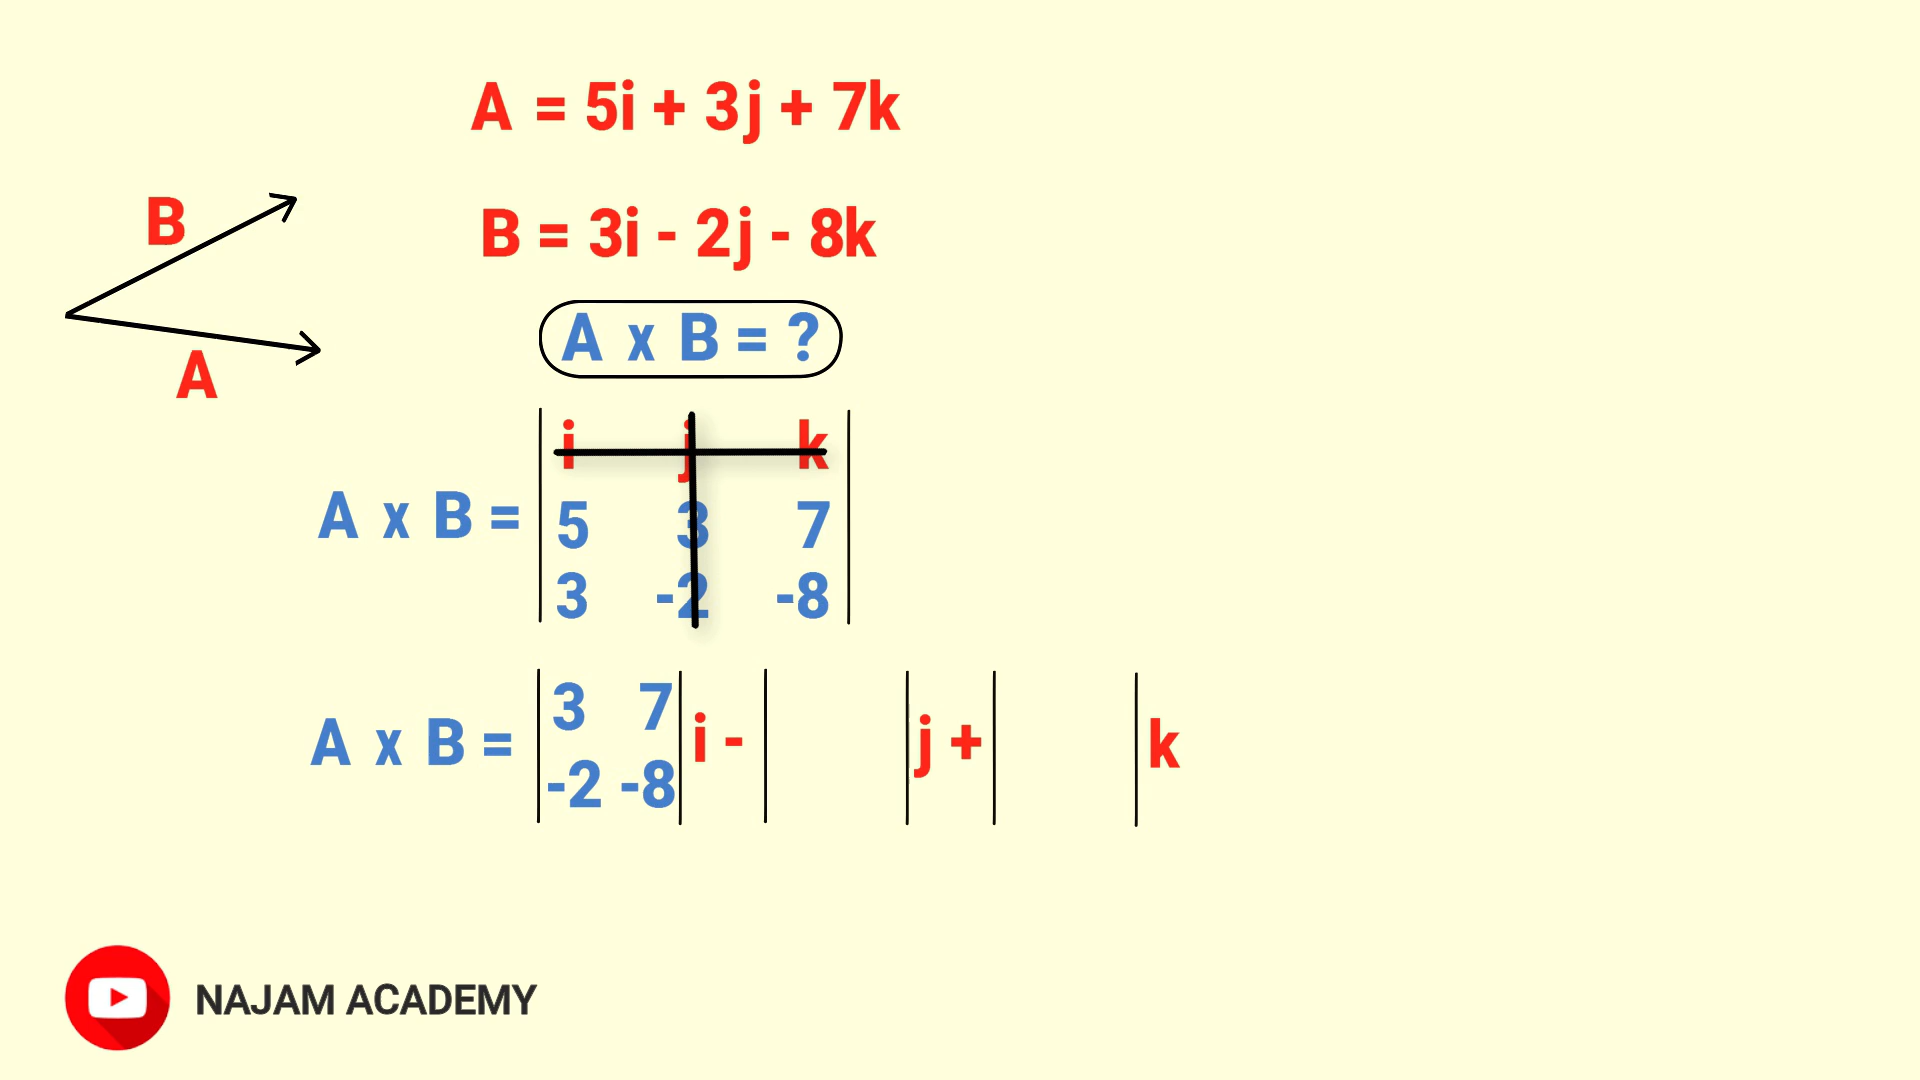 A = 5i + 3j + 7k
B = 3i - 2j - 8k
B
A
A x B = ?
i j k
A x B =
5 3 7
3 -2 -8
A x B = | 3 7 | i - | | j + | | k
-2 -8
NAJAM ACADEMY